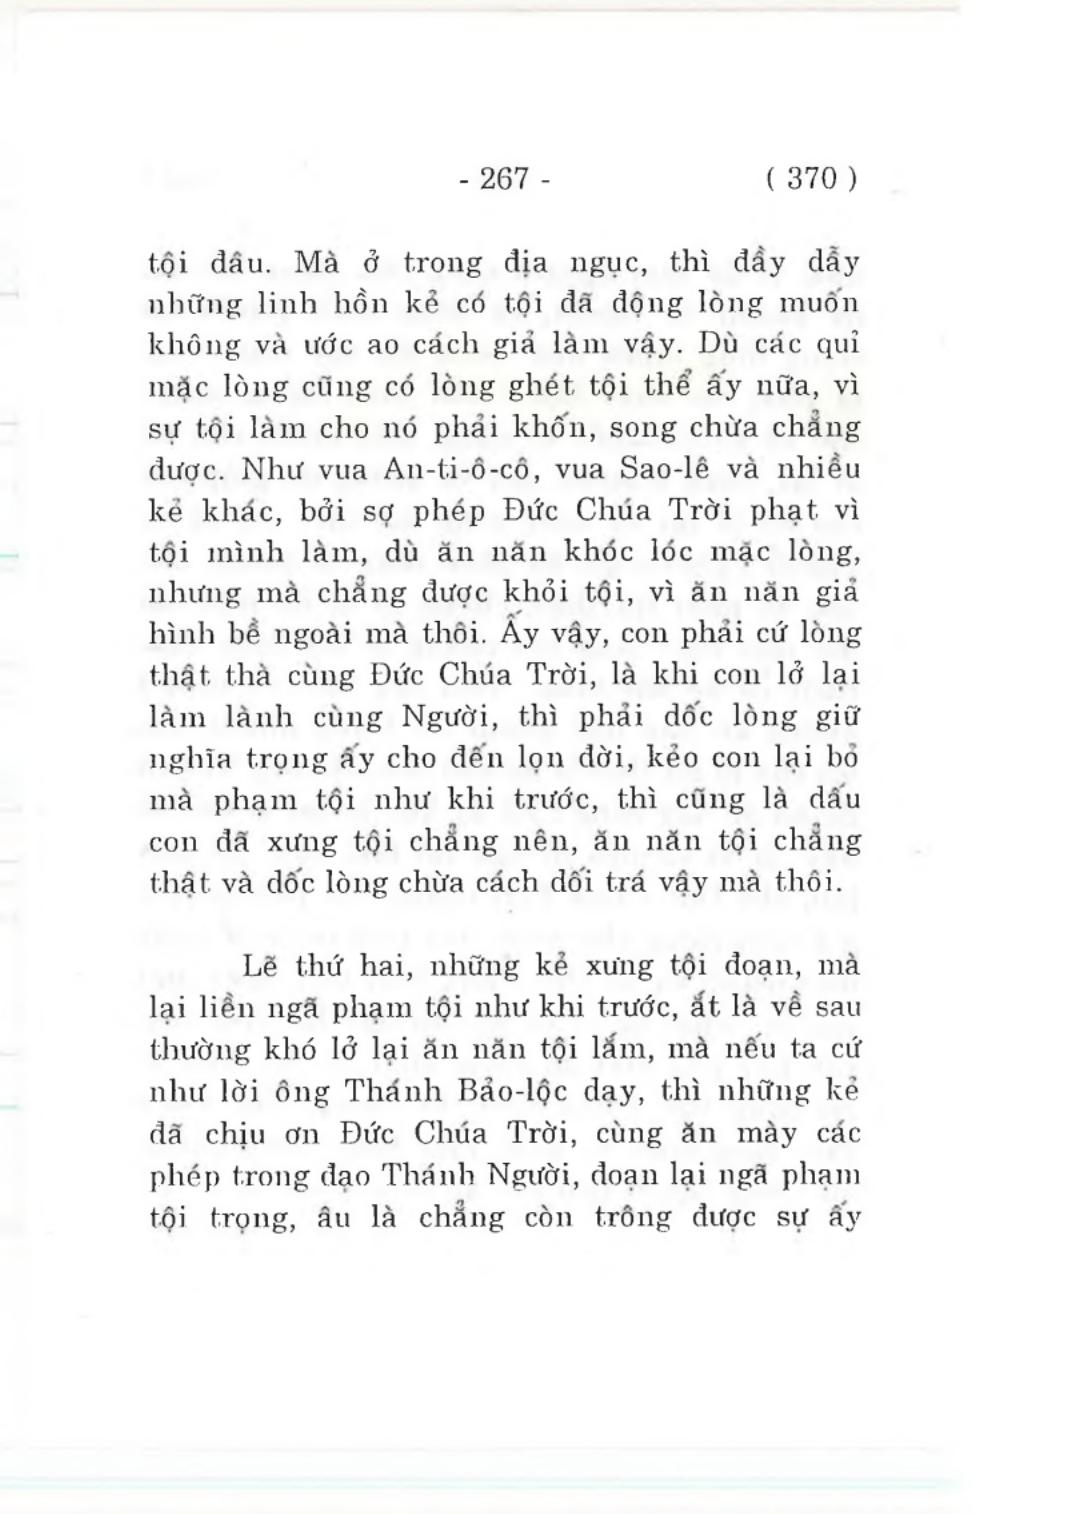 - 267 - ( 370 )
tội đâu. Mà ở trong địa ngục, thì đầy dẫy
những linh hồn kẻ có tội đã động lòng muốn
không và ước ao cách giả làm vậy. Dù các quỉ
mặc lòng cũng có lòng ghét tội thể ấy nữa, vì
sự tội làm cho nó phải khốn, song chừa chẳng
được. Như vua An-ti-ô-cô, vua Sao-lê và nhiều
kẻ khác, bởi sợ phép Đức Chúa Trời phạt vì
tội mình làm, dù ăn năn khóc lóc mặc lòng,
nhưng mà chẳng được khỏi tội, vì ăn năn giả
hình bề ngoài mà thôi. Ấy vậy, con phải cứ lòng
thật thà cùng Đức Chúa Trời, là khi con lở lại
làm lành cùng Người, thì phải dốc lòng giữ
nghĩa trọng ấy cho đến lọn đời, kẻo con lại bỏ
mà phạm tội như khi trước, thì cũng là dấu
con đã xưng tội chẳng nên, ăn năn tội chẳng
thật và dốc lòng chừa cách dối trá vậy mà thôi.
Lẽ thứ hai, những kẻ xưng tội đoạn, mà
lại liền ngã phạm tội như khi trước, ắt là về sau
thường khó lở lại ăn năn tội lắm, mà nếu ta cứ
như lời ông Thánh Bảo-lộc dạy, thì những kẻ
đã chịu ơn Đức Chúa Trời, cùng ăn mày các
phép trong đạo Thánh Người, đoạn lại ngã phạm
tội trọng, âu là chẳng còn trông được sự ấy